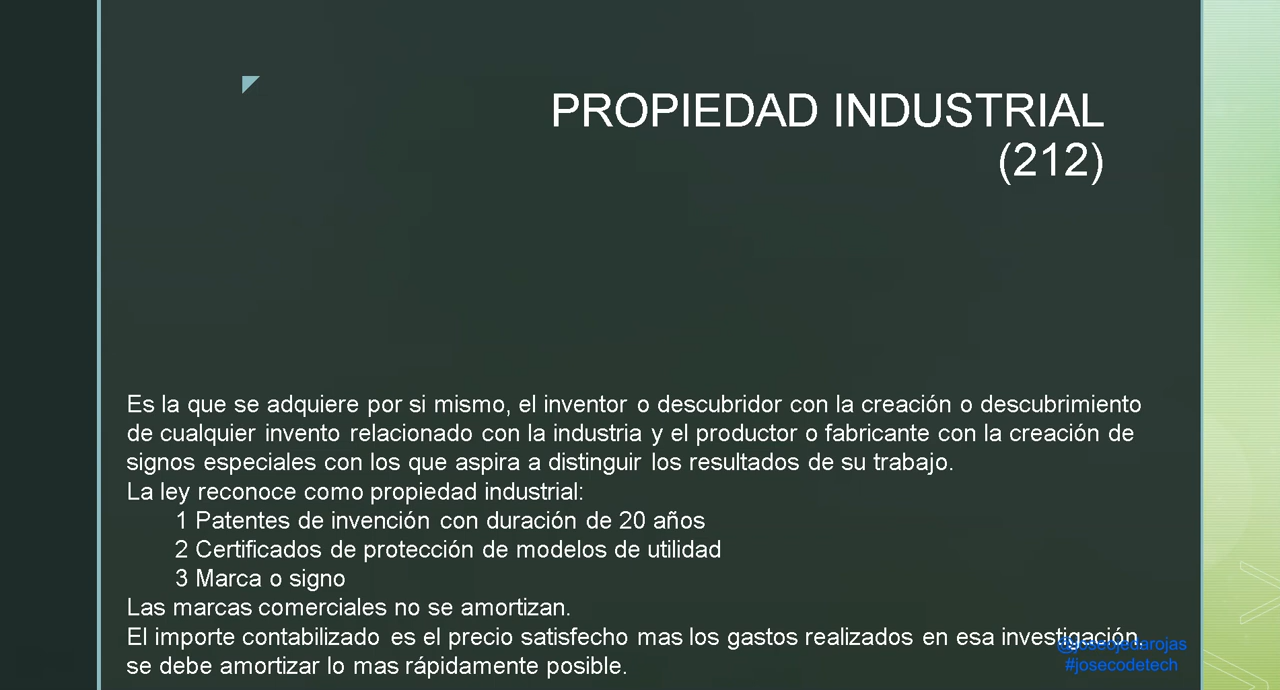 PROPIEDAD INDUSTRIAL
(212)
Es la que se adquiere por si mismo, el inventor o descubridor con la creación o descubrimiento
de cualquier invento relacionado con la industria y el productor o fabricante con la creación de
signos especiales con los que aspira a distinguir los resultados de su trabajo.
La ley reconoce como propiedad industrial:
1 Patentes de invención con duración de 20 años
2 Certificados de protección de modelos de utilidad
3 Marca o signo
Las marcas comerciales no se amortizan.
El importe contabilizado es el precio satisfecho mas los gastos realizados en esa investigación,
se debe amortizar lo mas rápidamente posible.
@joseojedarojas
#josecodetech